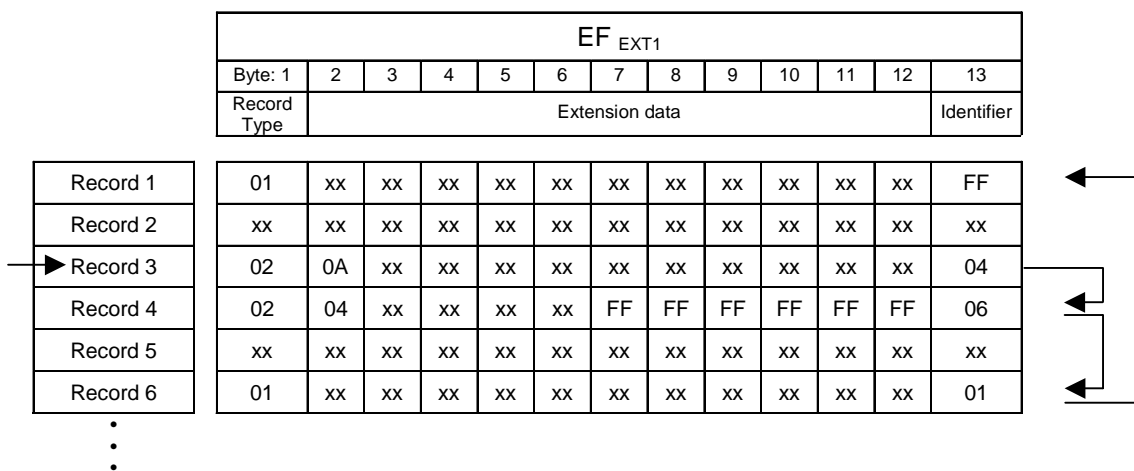 EF EXT1
Byte: 1 2 3 4 5 6 7 8 9 10 11 12 13
Record Type Extension data Identifier
Record 1 01 xx xx xx xx xx xx xx xx xx xx xx FF
Record 2 xx xx xx xx xx xx xx xx xx xx xx xx xx
Record 3 02 0A xx xx xx xx xx xx xx xx xx xx 04
Record 4 02 04 xx xx xx xx FF FF FF FF FF FF 06
Record 5 xx xx xx xx xx xx xx xx xx xx xx xx xx
Record 6 01 xx xx xx xx xx xx xx xx xx xx xx 01